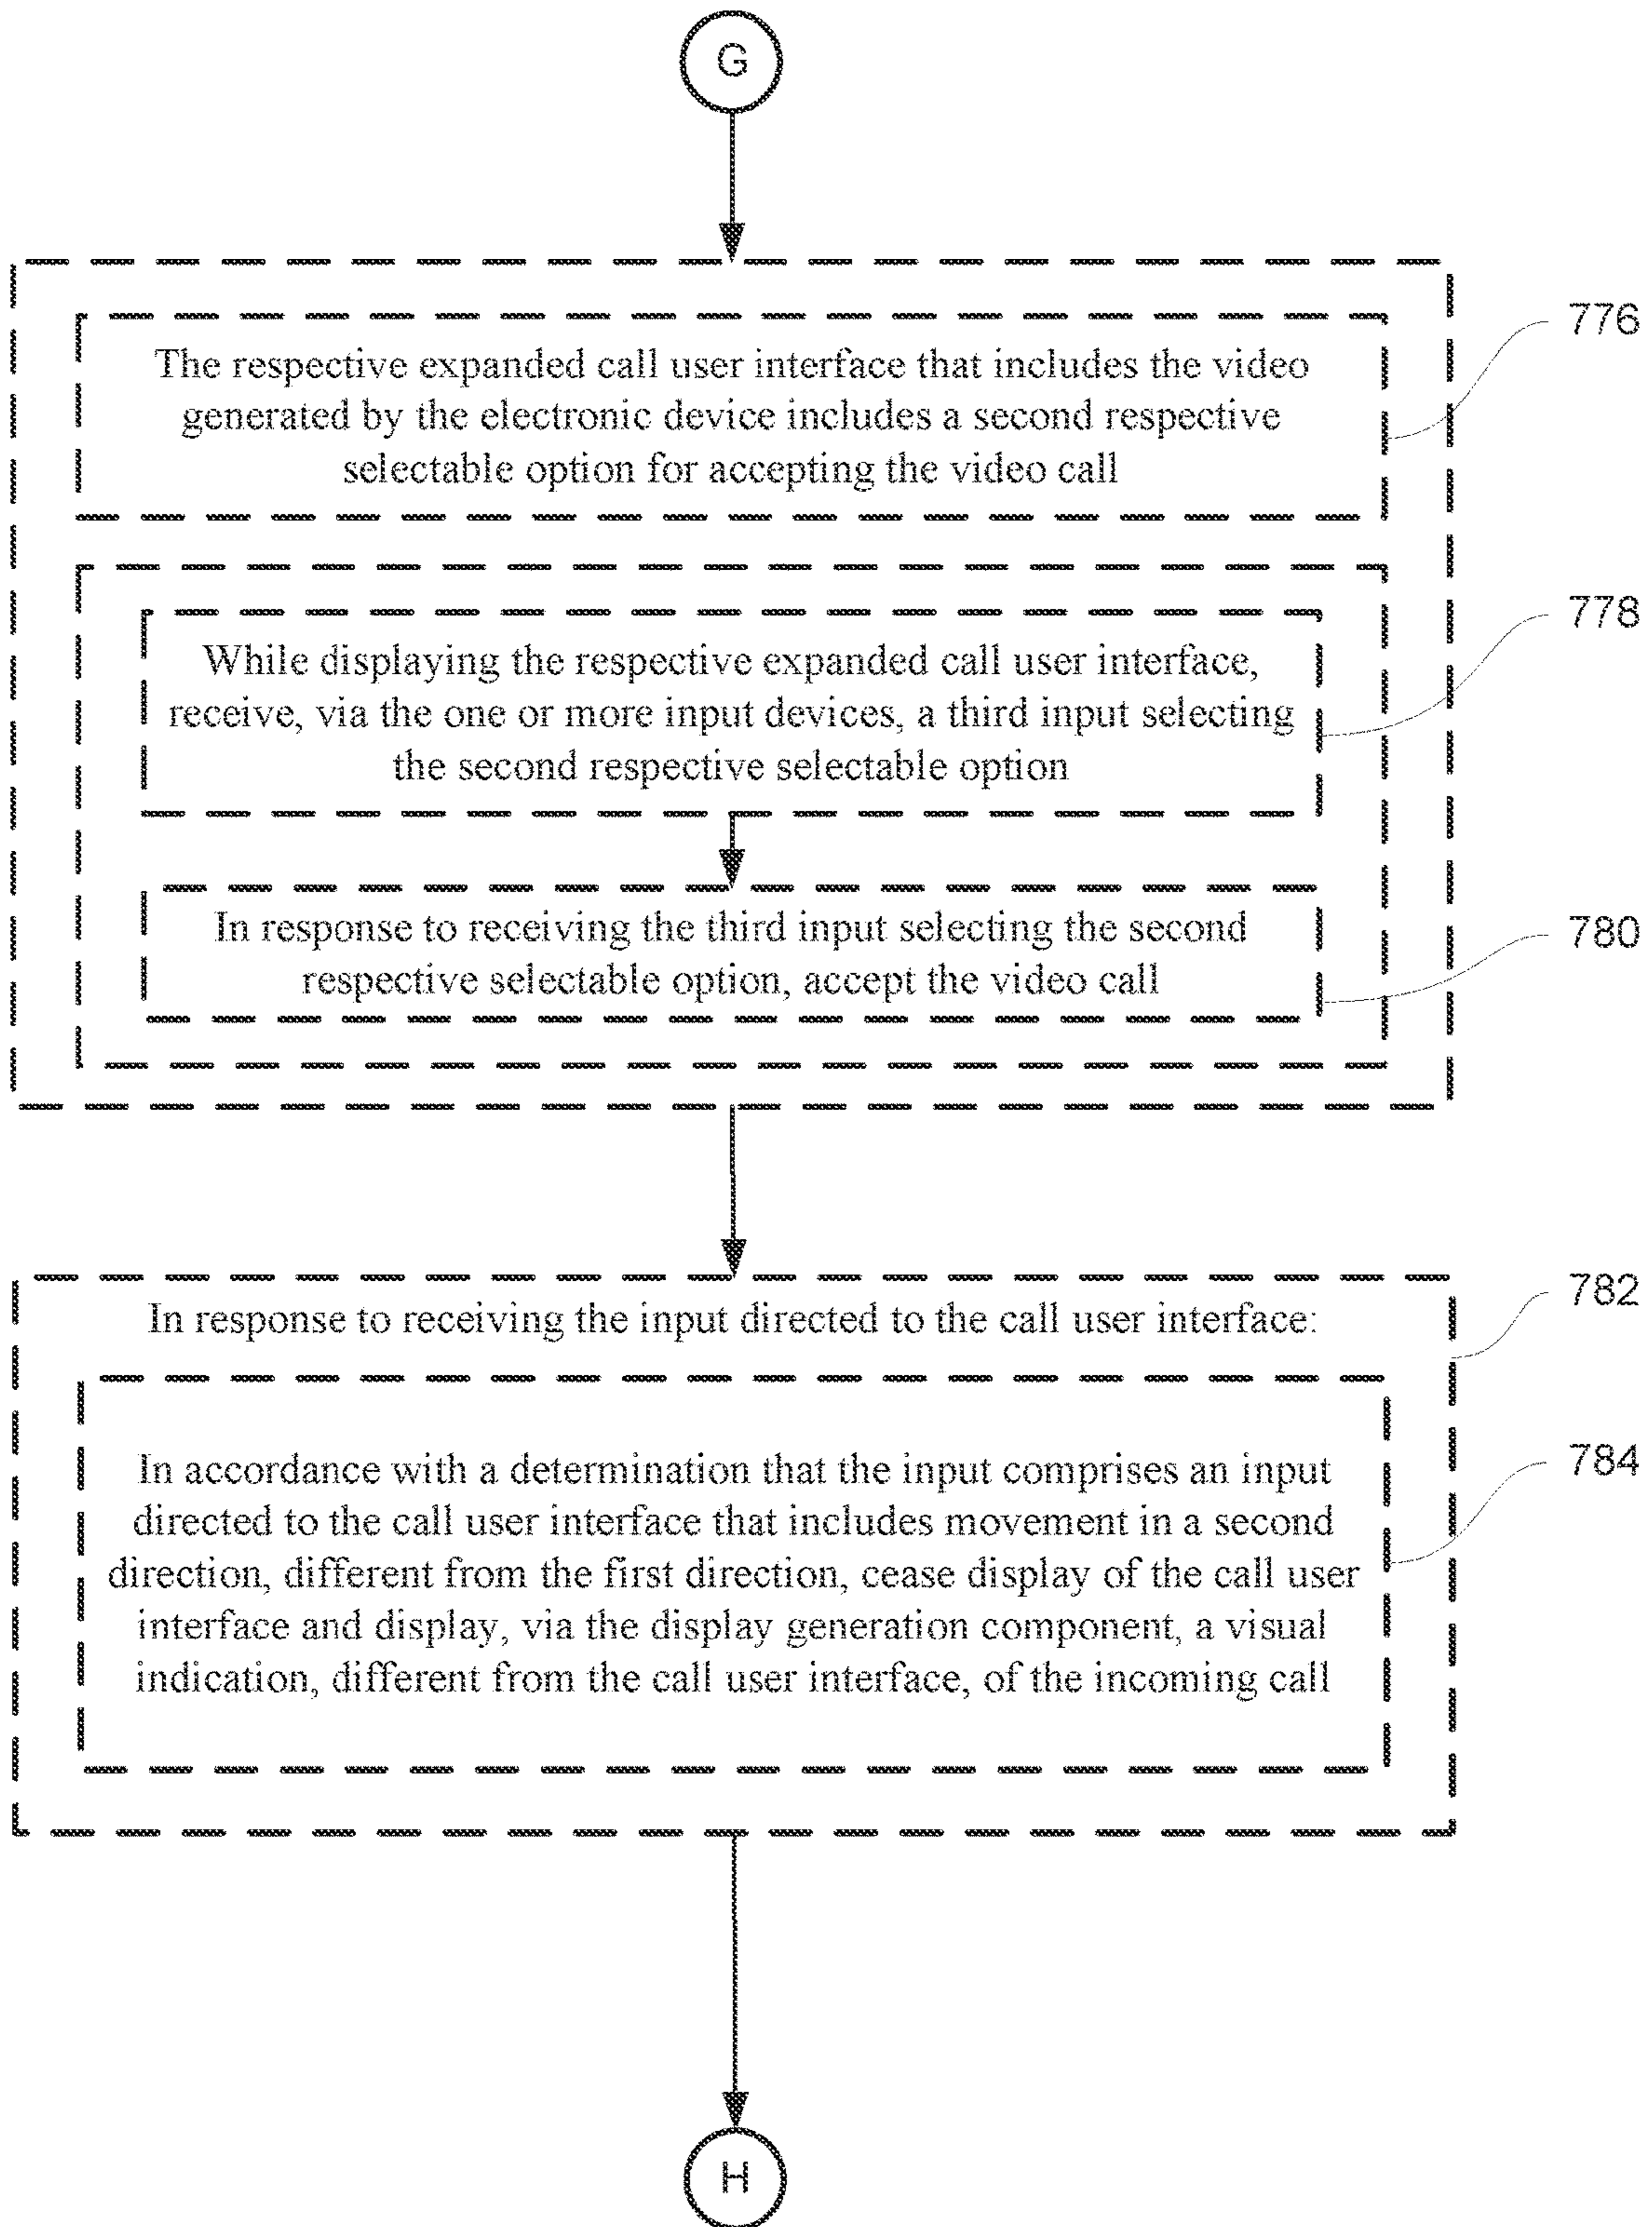 G
The respective expanded call user interface that includes the video
generated by the electronic device includes a second respective
selectable option for accepting the video call
776
While displaying the respective expanded call user interface,
receive, via the one or more input devices, a third input selecting
the second respective selectable option
778
In response to receiving the third input selecting the second
respective selectable option, accept the video call
780
In response to receiving the input directed to the call user interface:
782
In accordance with a determination that the input comprises an input
directed to the call user interface that includes movement in a second
direction, different from the first direction, cease display of the call user
interface and display, via the display generation component, a visual
indication, different from the call user interface, of the incoming call
784
H